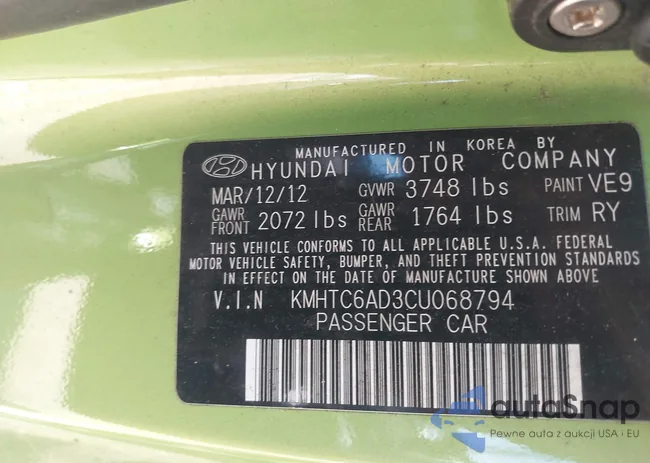 MANUFACTURED IN KOREA BY
HYUNDAI MOTOR COMPANY
MAR/12/12 GVWR 3748 lbs PAINT VE9
GAWR FRONT 2072 lbs GAWR REAR 1764 lbs TRIM RY
THIS VEHICLE CONFORMS TO ALL APPLICABLE U.S.A. FEDERAL
MOTOR VEHICLE SAFETY, BUMPER, AND THEFT PREVENTION STANDARDS
IN EFFECT ON THE DATE OF MANUFACTURE SHOWN ABOVE
V.I.N KMHTC6AD3CU068794
PASSENGER CAR
autoSnap
Pewne auta z aukcji USA i EU